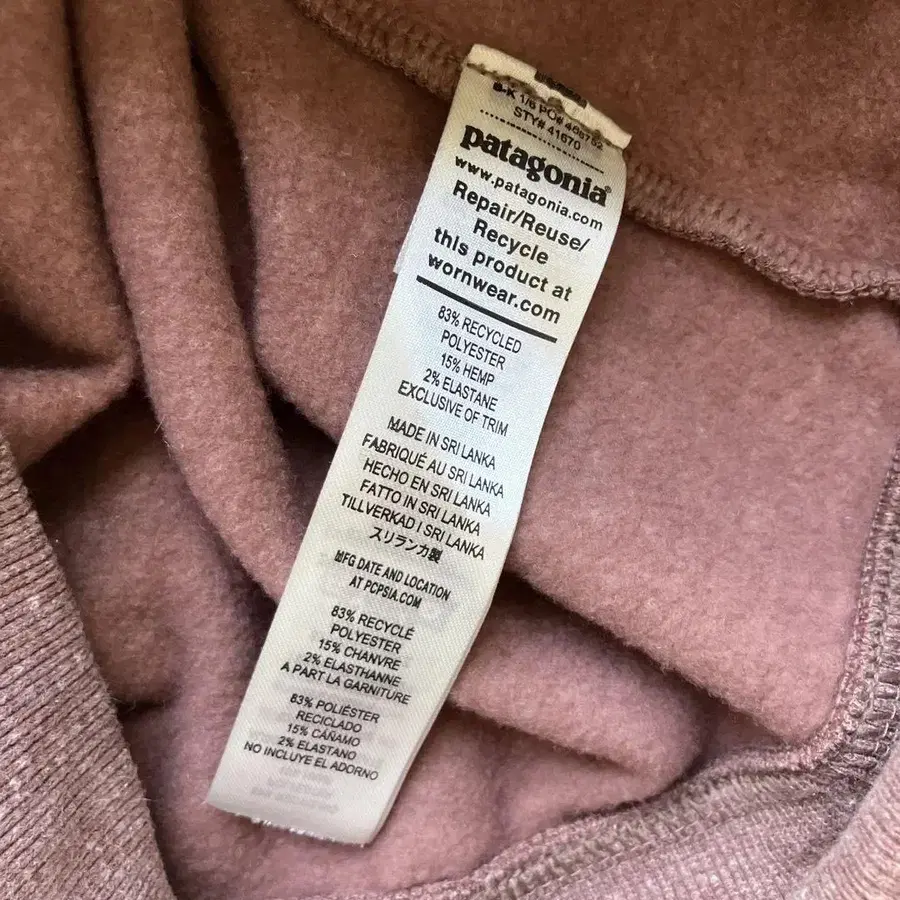 1/6 PO# 466752
STY# 41670
patagonia®
www.patagonia.com
Repair/Reuse/
Recycle
this product at
wornwear.com
83% RECYCLED
POLYESTER
15% HEMP
2% ELASTANE
EXCLUSIVE OF TRIM
MADE IN SRI LANKA
FABRIQUÉ AU SRI LANKA
HECHO EN SRI LANKA
FATTO IN SRI LANKA
TILLVERKAD I SRI LANKA
スリランカ製
MFG DATE AND LOCATION
AT PCPSIA.COM
83% RECYCLÉ
POLYESTER
15% CHANVRE
2% ELASTHANNE
A PART LA GARNITURE
83% POLIÉSTER
RECICLADO
15% CÁÑAMO
2% ELASTANO
NO INCLUYE EL ADORNO